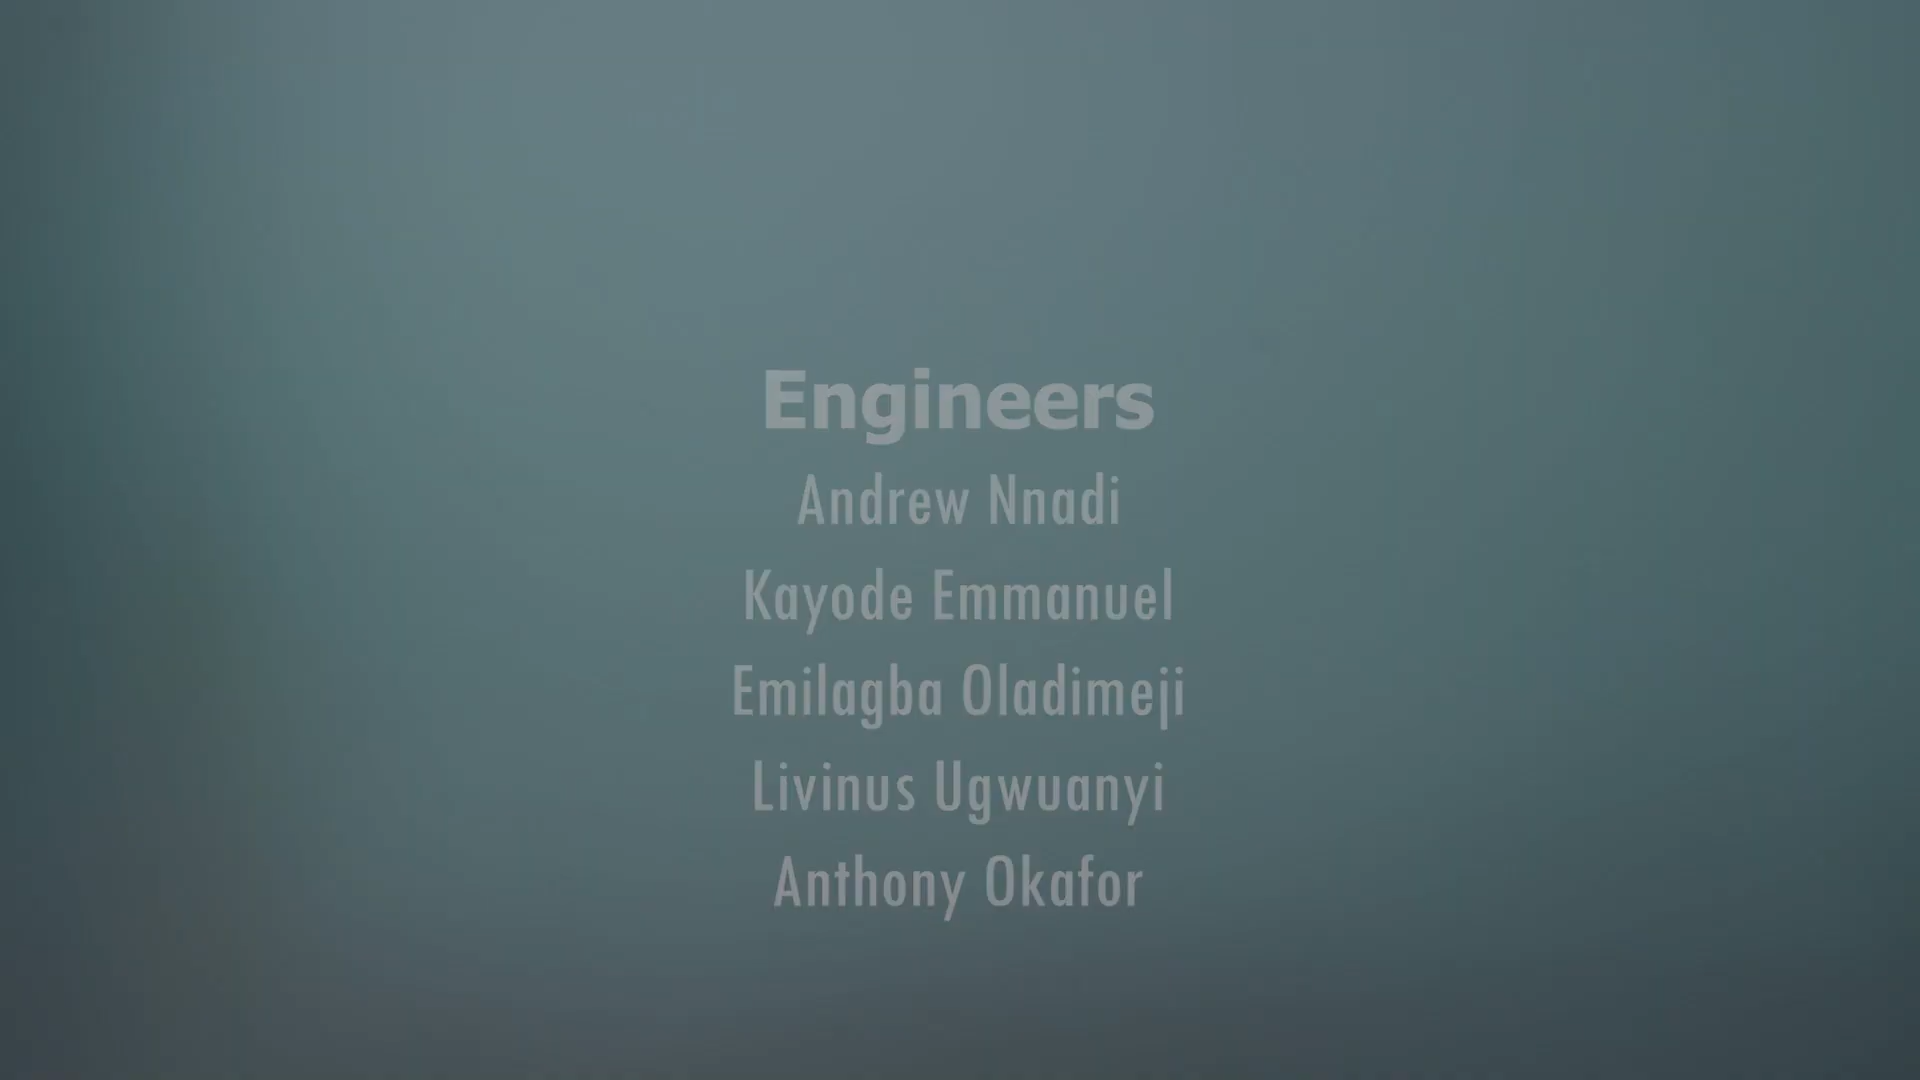 Engineers
Andrew Nnadi
Kayode Emmanuel
Emilagba Oladimeji
Livinus Ugwuanyi
Anthony Okafor